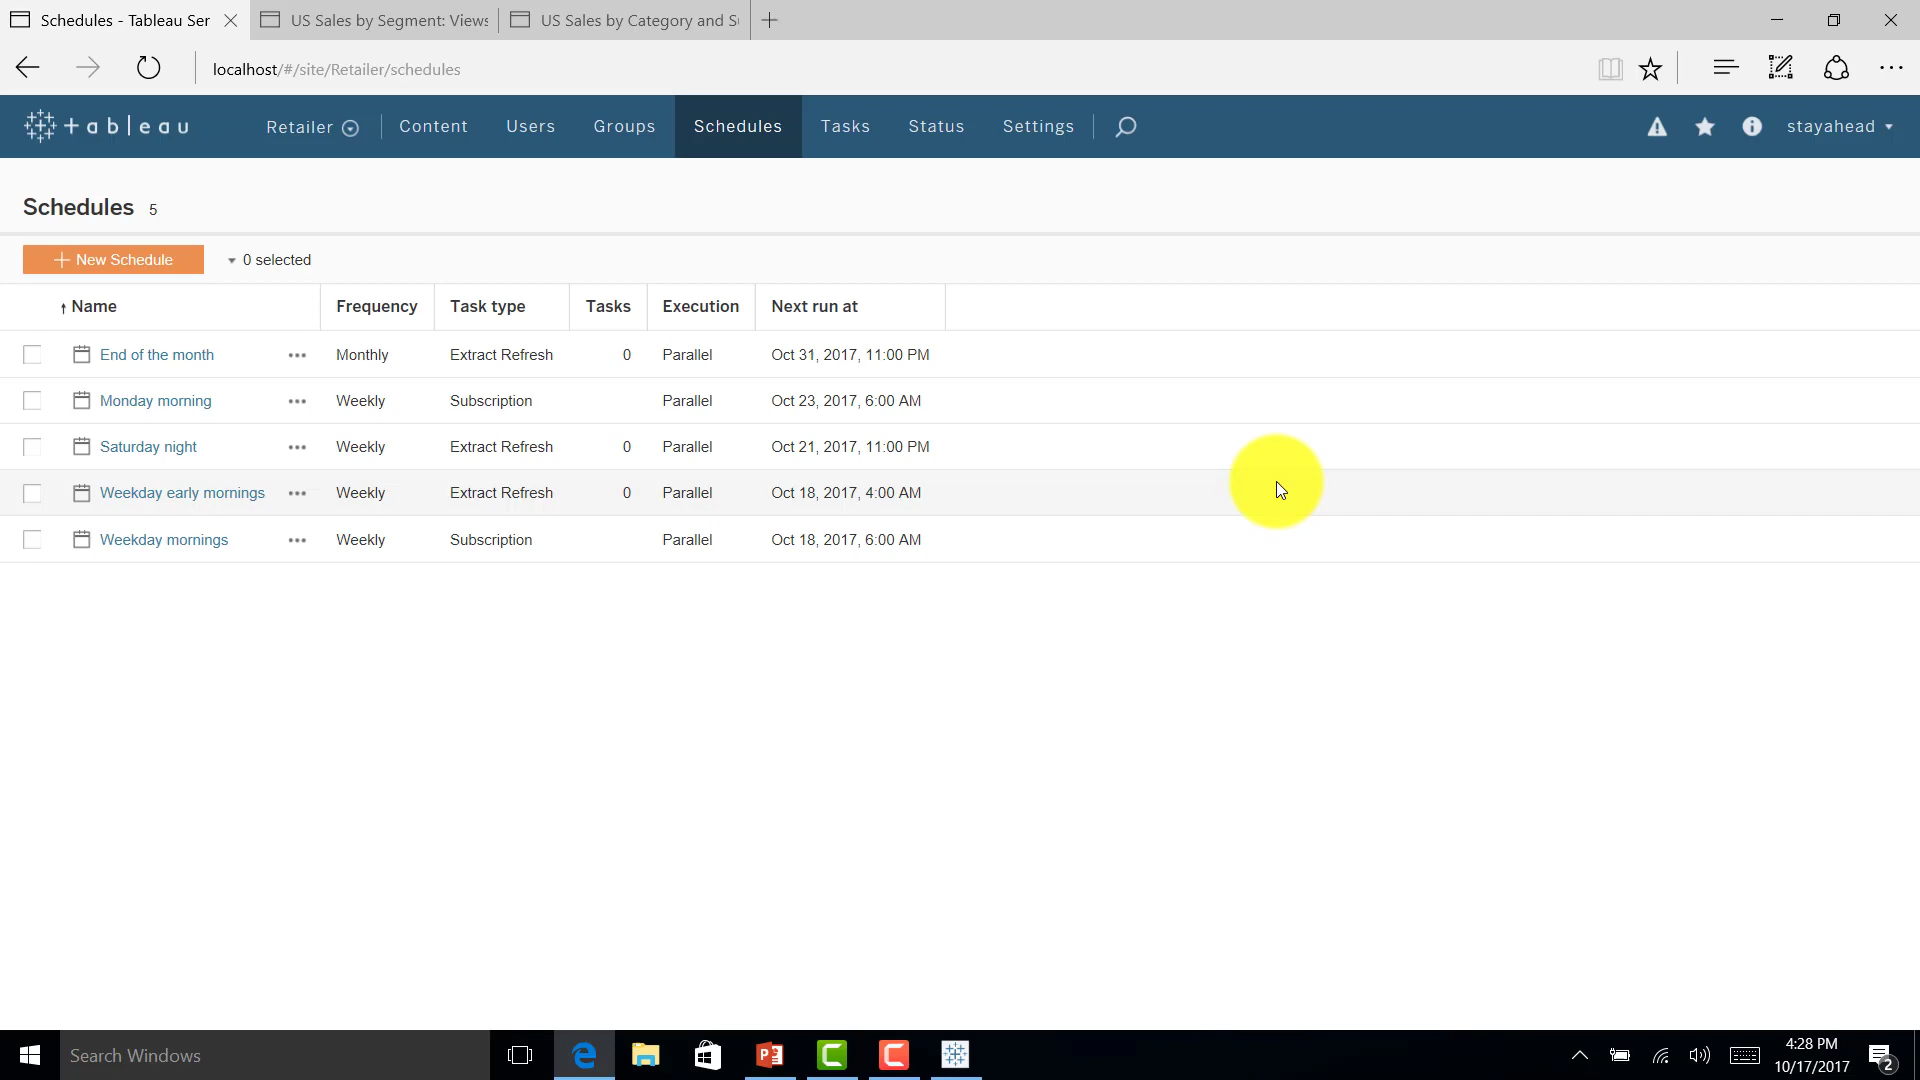 Schedules - Tableau Ser
US Sales by Segment: Views
US Sales by Category and Su
localhost/#/site/Retailer/schedules
+ a b l e a u
Retailer
Content
Users
Groups
Schedules
Tasks
Status
Settings
stayahead
Schedules 5
New Schedule
0 selected
Name Frequency Task type Tasks Execution Next run at
End of the month Monthly Extract Refresh 0 Parallel Oct 31, 2017, 11:00 PM
Monday morning Weekly Subscription Parallel Oct 23, 2017, 6:00 AM
Saturday night Weekly Extract Refresh 0 Parallel Oct 21, 2017, 11:00 PM
Weekday early mornings Weekly Extract Refresh 0 Parallel Oct 18, 2017, 4:00 AM
Weekday mornings Weekly Subscription Parallel Oct 18, 2017, 6:00 AM
Search Windows
4:28 PM
10/17/2017
2